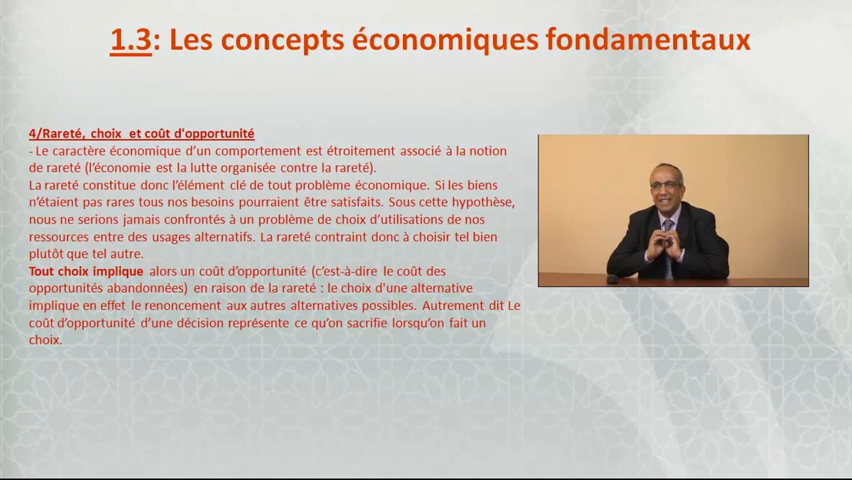 1.3: Les concepts économiques fondamentaux
4/Rareté, choix et coût d'opportunité
- Le caractère économique d’un comportement est étroitement associé à la notion
de rareté (l’économie est la lutte organisée contre la rareté).
La rareté constitue donc l’élément clé de tout problème économique. Si les biens
n’étaient pas rares tous nos besoins pourraient être satisfaits. Sous cette hypothèse,
nous ne serions jamais confrontés à un problème de choix d’utilisations de nos
ressources entre des usages alternatifs. La rareté contraint donc à choisir tel bien
plutôt que tel autre.
Tout choix implique alors un coût d’opportunité (c’est-à-dire le coût des
opportunités abandonnées) en raison de la rareté : le choix d'une alternative
implique en effet le renoncement aux autres alternatives possibles. Autrement dit Le
coût d’opportunité d’une décision représente ce qu’on sacrifie lorsqu’on fait un
choix.